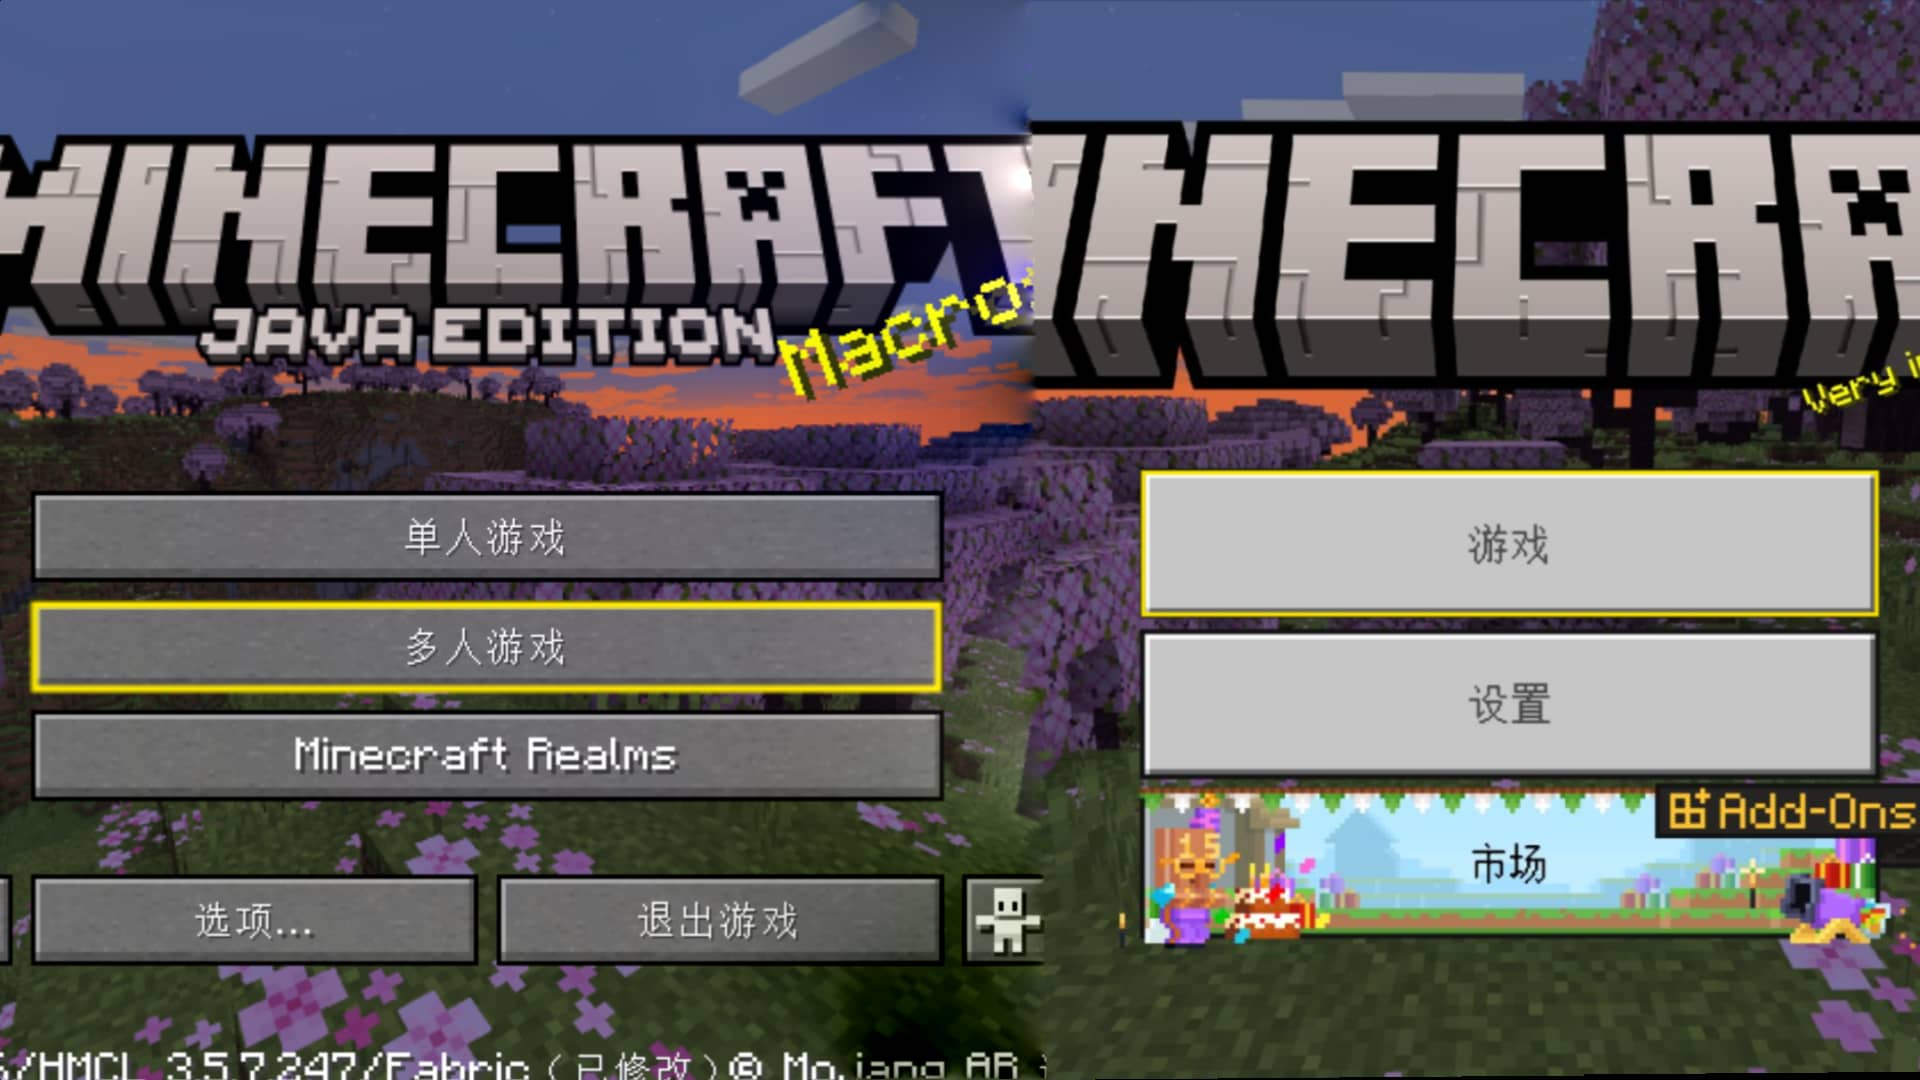 MINECRAFT
JAVA EDITION
Macro
单人游戏
多人游戏
Minecraft Realms
选项...
退出游戏
/HMCL 3.5.7.247/Fabric（已修改）© Mojang AB
INECRA
Very
游戏
设置
Add-Ons
15
市场